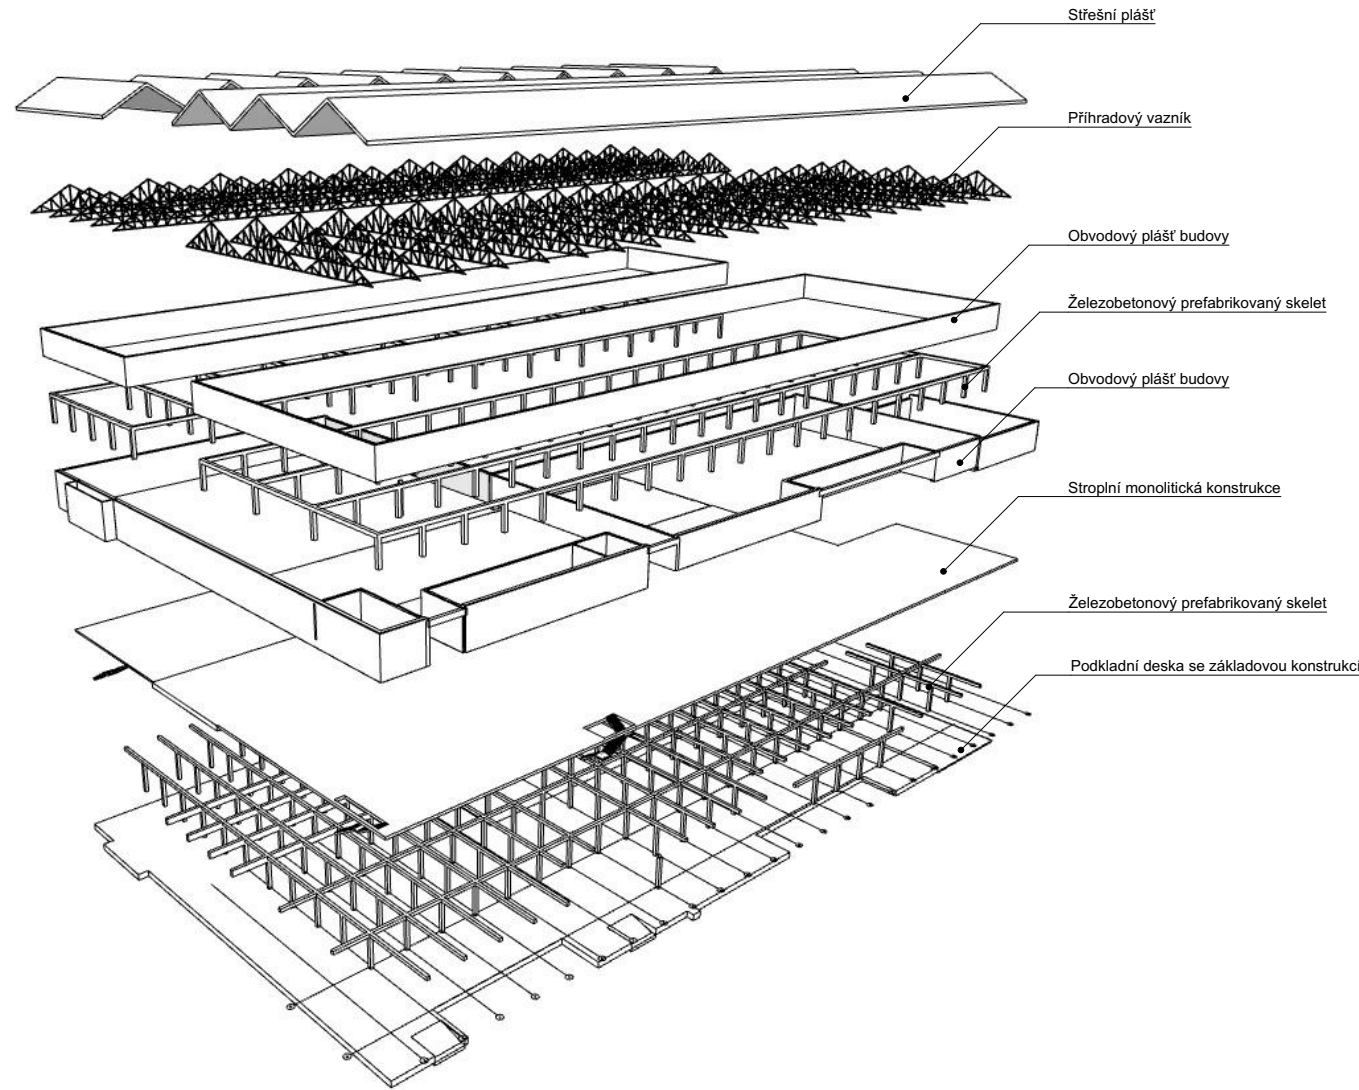 Střešní plášť
Příhradový vazník
Obvodový plášť budovy
Železobetonový prefabrikovaný skelet
Obvodový plášť budovy
Stroplní monolitická konstrukce
Železobetonový prefabrikovaný skelet
Podkladní deska se základovou konstrukcí